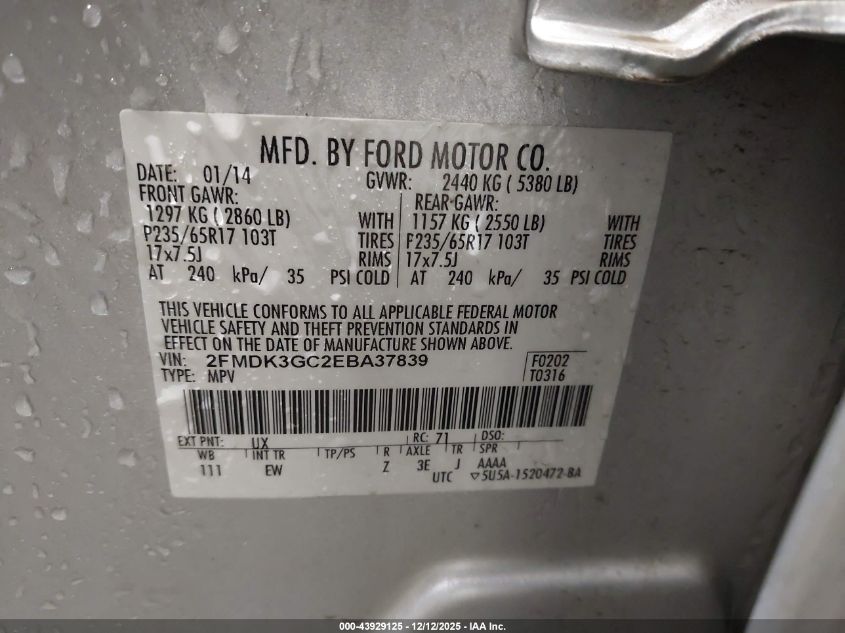 MFD. BY FORD MOTOR CO.
DATE: 01/14 GVWR: 2440 KG ( 5380 LB)
FRONT GAWR: REAR GAWR:
1297 KG ( 2860 LB) WITH 1157 KG ( 2550 LB) WITH
P235/65R17 103T TIRES P235/65R17 103T TIRES
17x7.5J RIMS 17x7.5J RIMS
AT 240 kPa/ 35 PSI COLD AT 240 kPa/ 35 PSI COLD
THIS VEHICLE CONFORMS TO ALL APPLICABLE FEDERAL MOTOR
VEHICLE SAFETY AND THEFT PREVENTION STANDARDS IN
EFFECT ON THE DATE OF MANUFACTURE SHOWN ABOVE.
VIN: 2FMDK3GC2EBA37839 F0202
TYPE: MPV T0316
EXT PNT: UX RC: 71 DSO:
WB INT TR TP/PS R AXLE TR SPR
111 EW Z 3E J AAAA
UTC ▽5U5A-1520472-BA
000-43929125 - 12/12/2025 - IAA Inc.